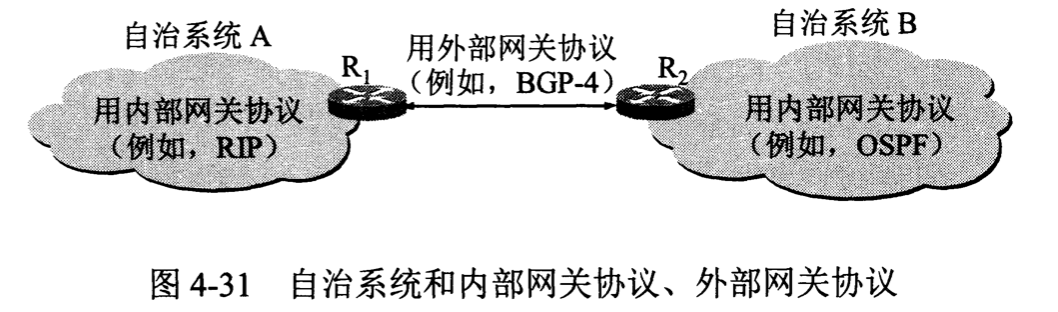 自治系统 A
自治系统 B
用外部网关协议
（例如，BGP-4）
R₁
R₂
用内部网关协议
（例如，RIP）
用内部网关协议
（例如，OSPF）
图 4-31 自治系统和内部网关协议、外部网关协议